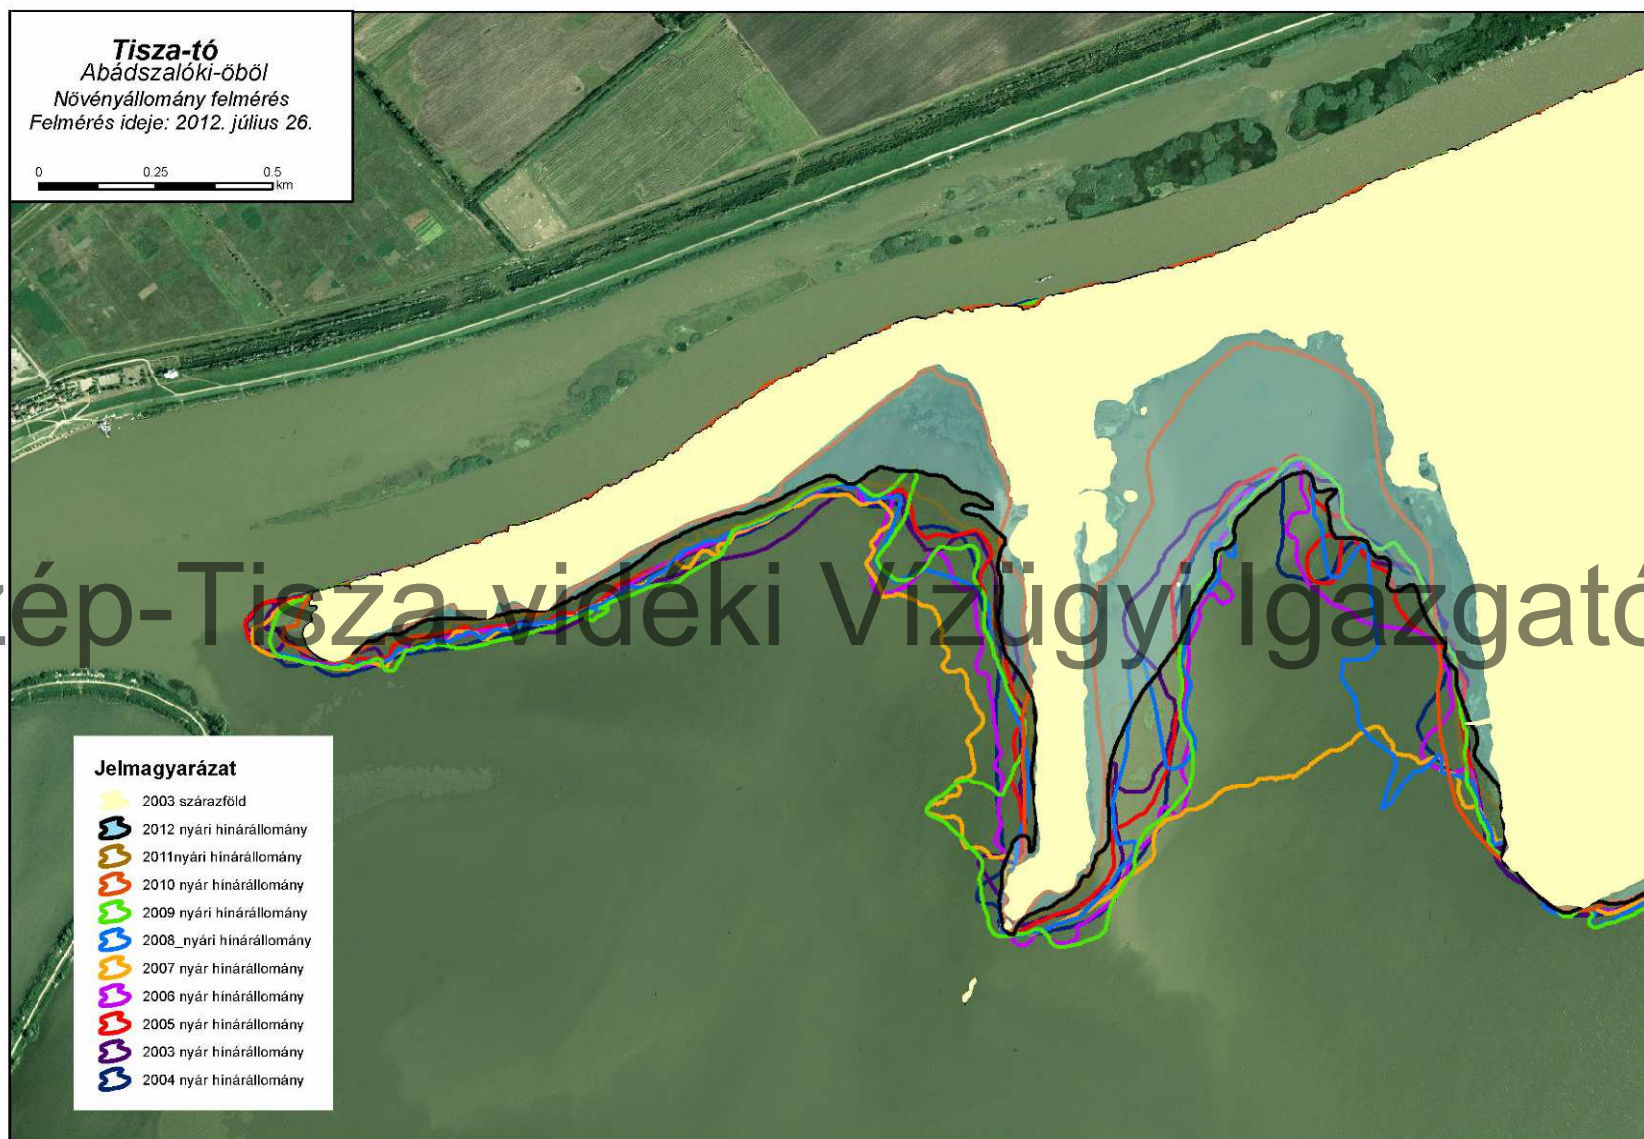 Tisza-tó
Abádszalóki-öböl
Növényállomány felmérés
Felmérés ideje: 2012. július 26.
0 0.25 0.5
km
zép-Tisza-vidéki Vízügyi Igazgató
Jelmagyarázat
2003 szárazföld
2012 nyári hínárállomány
2011nyári hínárállomány
2010 nyár hínárállomány
2009 nyári hínárállomány
2008_nyári hínárállomány
2007 nyár hínárállomány
2006 nyár hínárállomány
2005 nyár hínárállomány
2003 nyár hínárállomány
2004 nyár hínárállomány